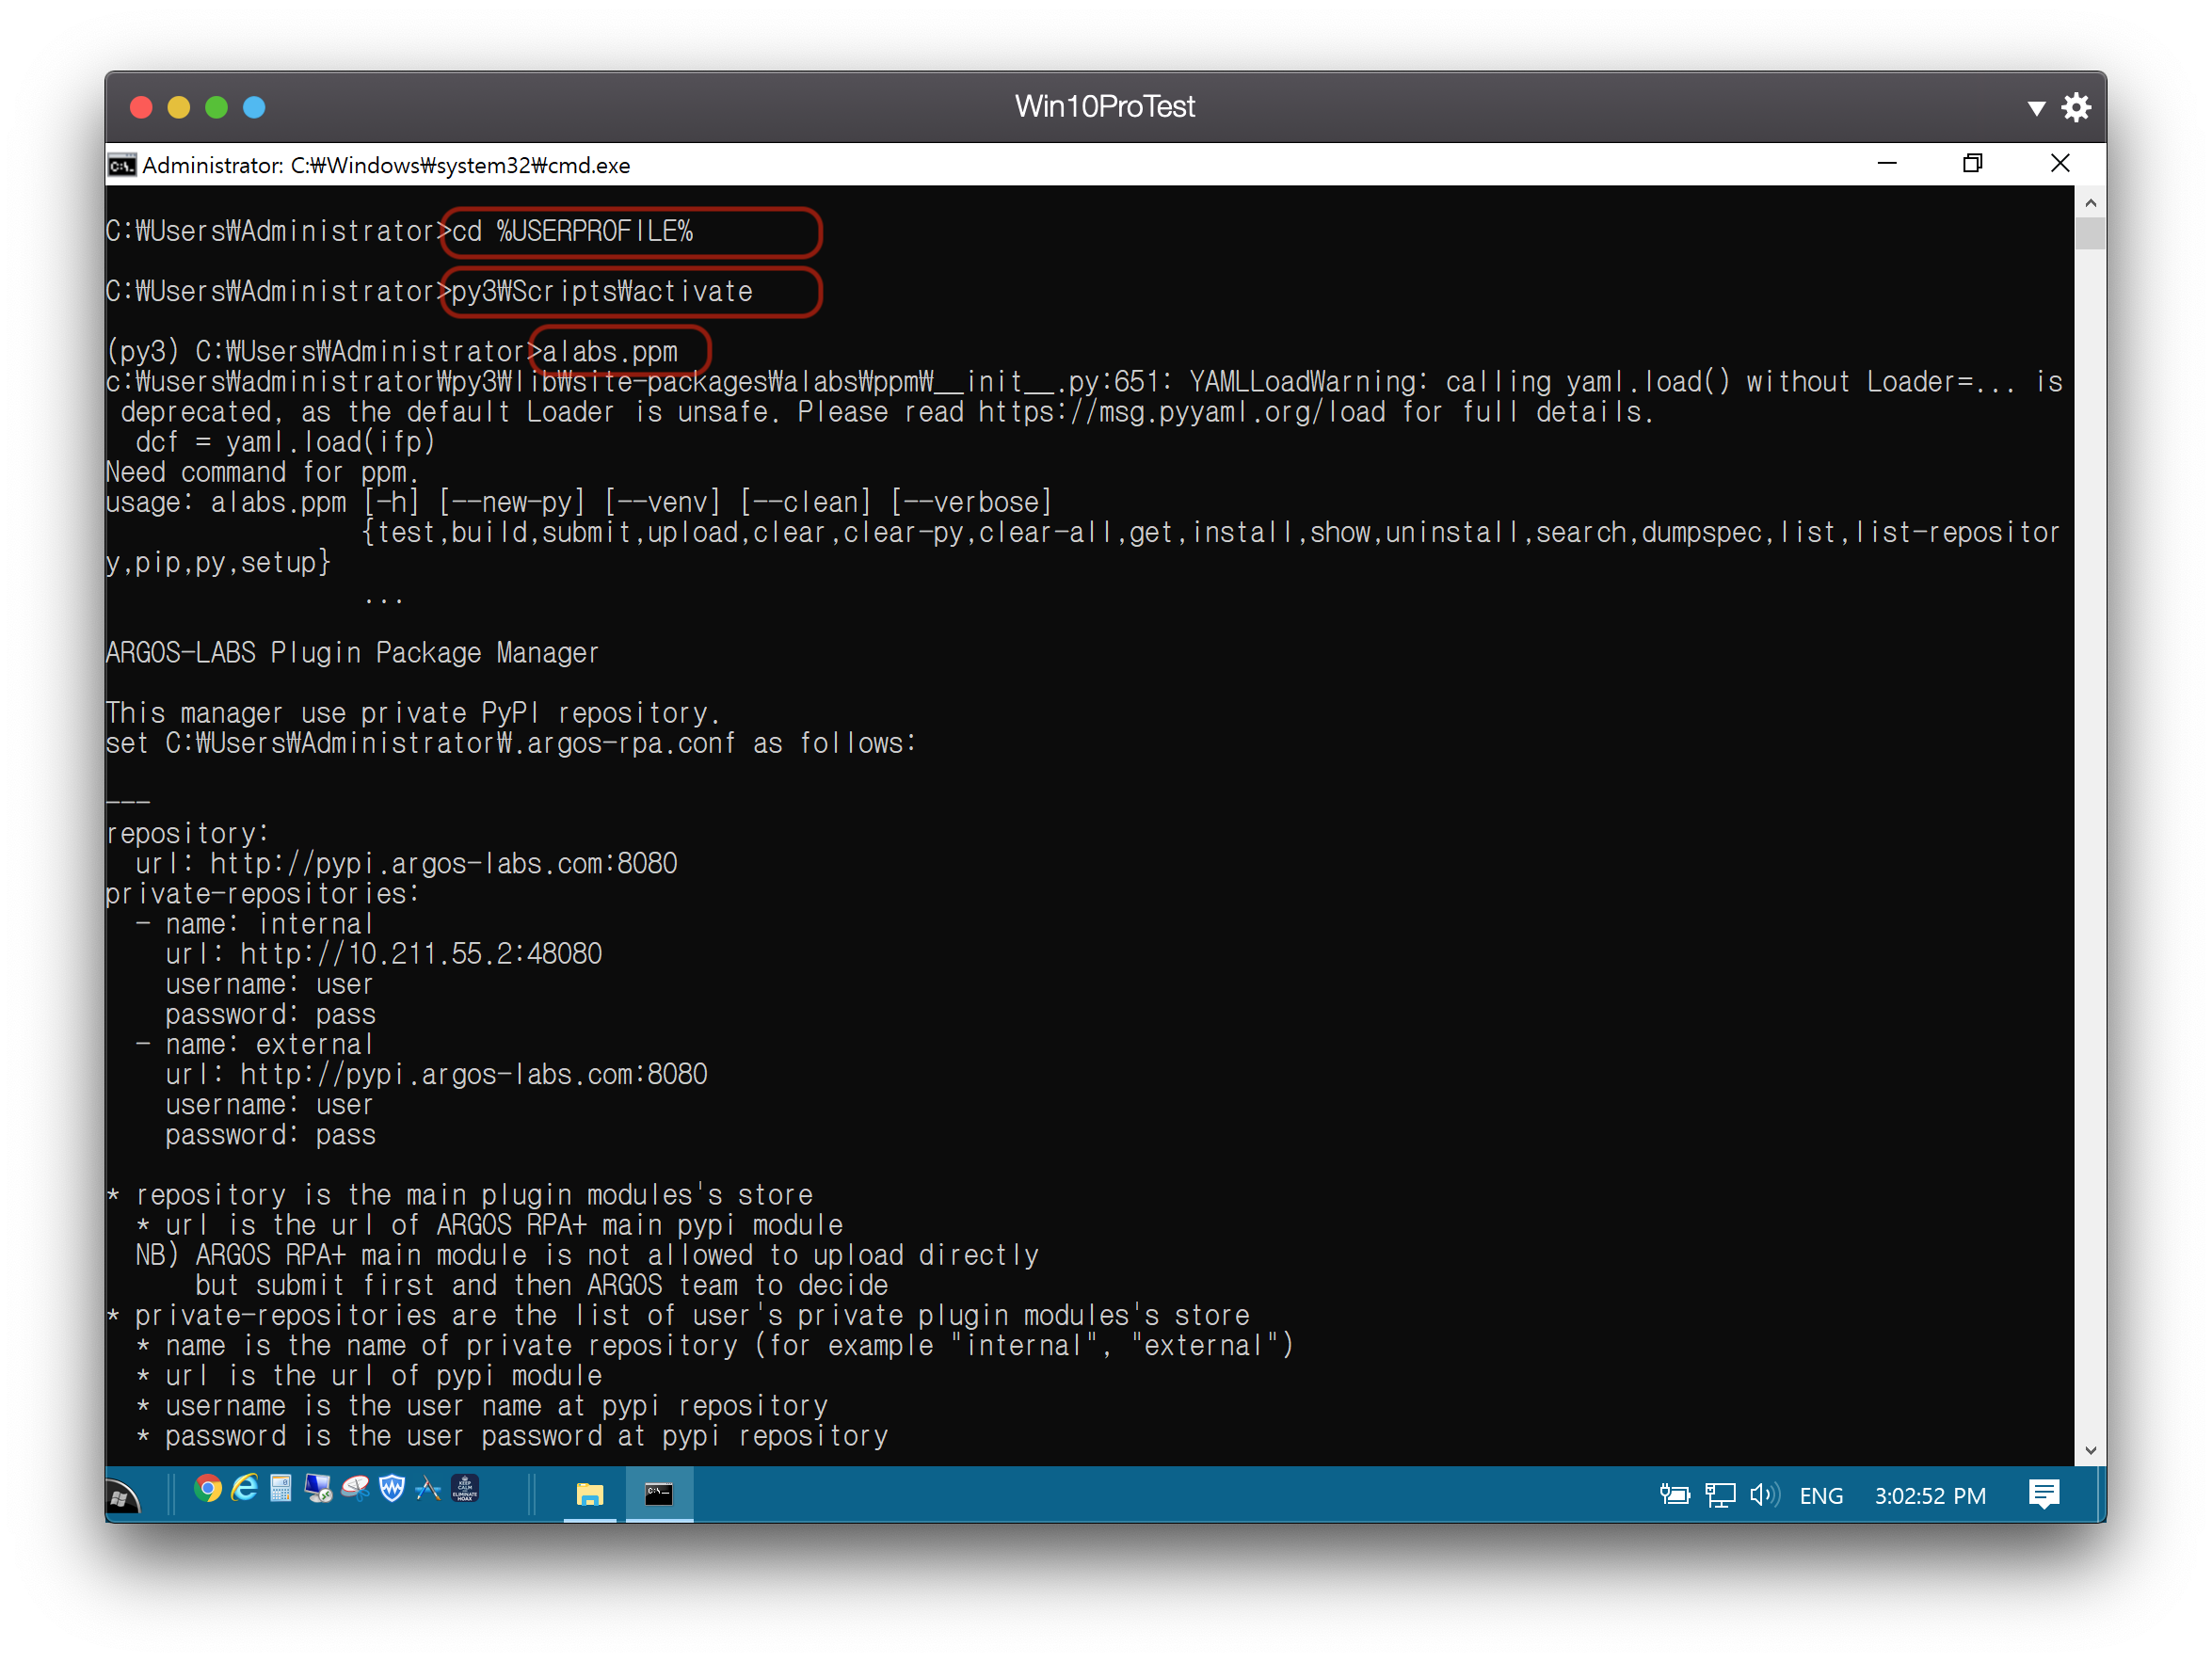 Win10ProTest
Administrator: C:₩Windows₩system32₩cmd.exe
C:₩Users₩Administrator>cd %USERPROFILE%
C:₩Users₩Administrator>py3₩Scripts₩activate
(py3) C:₩Users₩Administrator>alabs.ppm
c:₩users₩administrator₩py3₩lib₩site-packages₩alabs₩ppm₩__init__.py:651: YAMLLoadWarning: calling yaml.load() without Loader=... is
deprecated, as the default Loader is unsafe. Please read https://msg.pyyaml.org/load for full details.
dcf = yaml.load(ifp)
Need command for ppm.
usage: alabs.ppm [-h] [--new-py] [--venv] [--clean] [--verbose]
{test,build,submit,upload,clear,clear-py,clear-all,get,install,show,uninstall,search,dumpspec,list,list-repositor
y,pip,py,setup}
...
ARGOS-LABS Plugin Package Manager
This manager use private PyPI repository.
set C:₩Users₩Administrator₩.argos-rpa.conf as follows:
---
repository:
url: http://pypi.argos-labs.com:8080
private-repositories:
- name: internal
url: http://10.211.55.2:48080
username: user
password: pass
- name: external
url: http://pypi.argos-labs.com:8080
username: user
password: pass
* repository is the main plugin modules's store
* url is the url of ARGOS RPA+ main pypi module
NB) ARGOS RPA+ main module is not allowed to upload directly
but submit first and then ARGOS team to decide
* private-repositories are the list of user's private plugin modules's store
* name is the name of private repository (for example "internal", "external")
* url is the url of pypi module
* username is the user name at pypi repository
* password is the user password at pypi repository
KEEP
CALM
ELIMINATE
HOAX
ENG
3:02:52 PM